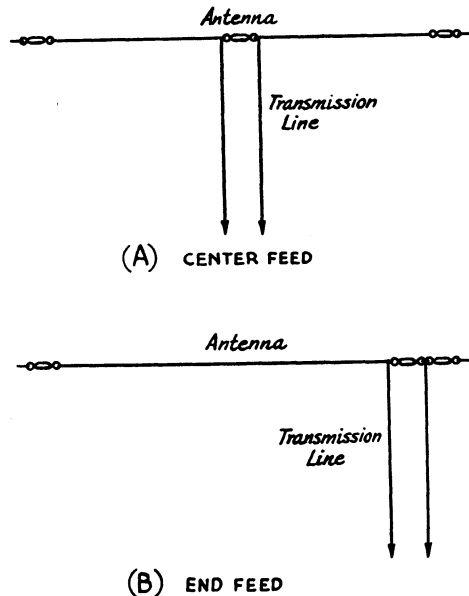 Antenna
Transmission
Line
(A) CENTER FEED
Antenna
Transmission
Line
(B) END FEED